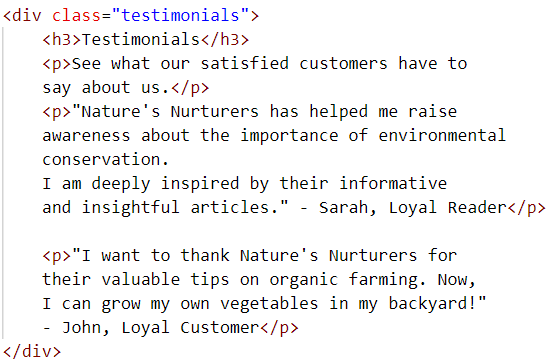 <div class="testimonials">
<h3>Testimonials</h3>
<p>See what our satisfied customers have to
say about us.</p>
<p>"Nature's Nurturers has helped me raise
awareness about the importance of environmental
conservation.
I am deeply inspired by their informative
and insightful articles." - Sarah, Loyal Reader</p>
<p>"I want to thank Nature's Nurturers for
their valuable tips on organic farming. Now,
I can grow my own vegetables in my backyard!"
- John, Loyal Customer</p>
</div>